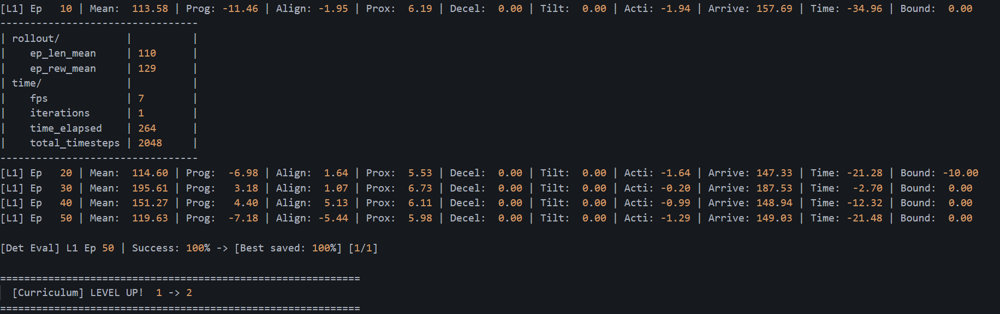 [L1] Ep   10 | Mean:  113.58 | Prog: -11.46 | Align: -1.95 | Prox:  6.19 | Decel:  0.00 | Tilt:  0.00 | Acti: -1.94 | Arrive: 157.69 | Time: -34.96 | Bound:  0.00
---------------------------------
| rollout/           |          |
|    ep_len_mean     | 110      |
|    ep_rew_mean     | 129      |
| time/              |          |
|    fps             | 7        |
|    iterations      | 1        |
|    time_elapsed    | 264      |
|    total_timesteps | 2048     |
---------------------------------
[L1] Ep   20 | Mean:  114.60 | Prog:  -6.98 | Align:  1.64 | Prox:  5.53 | Decel:  0.00 | Tilt:  0.00 | Acti: -1.64 | Arrive: 147.33 | Time: -21.28 | Bound: -10.00
[L1] Ep   30 | Mean:  195.61 | Prog:   3.18 | Align:  1.07 | Prox:  6.73 | Decel:  0.00 | Tilt:  0.00 | Acti: -0.20 | Arrive: 187.53 | Time:  -2.70 | Bound:  0.00
[L1] Ep   40 | Mean:  151.27 | Prog:   4.40 | Align:  5.13 | Prox:  6.11 | Decel:  0.00 | Tilt:  0.00 | Acti: -0.99 | Arrive: 148.94 | Time: -12.32 | Bound:  0.00
[L1] Ep   50 | Mean:  119.63 | Prog:  -7.18 | Align: -5.44 | Prox:  5.98 | Decel:  0.00 | Tilt:  0.00 | Acti: -1.29 | Arrive: 149.03 | Time: -21.48 | Bound:  0.00
[Det Eval] L1 Ep 50 | Success: 100% -> [Best saved: 100%] [1/1]
============================================================
  [Curriculum] LEVEL UP!  1 -> 2
============================================================